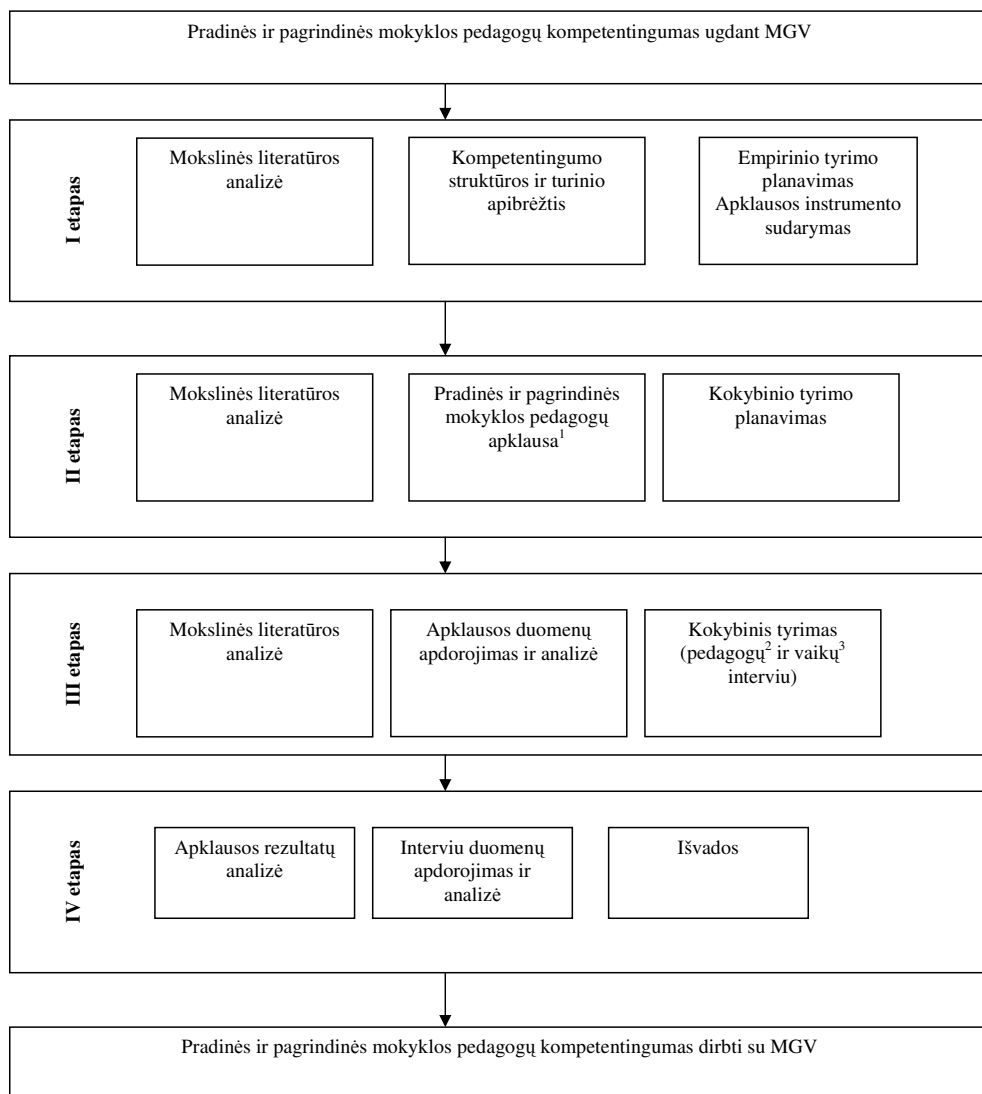 Pradinės ir pagrindinės mokyklos pedagogų kompetentingumas ugdant MGV
I etapas
Mokslinės literatūros
analizė
Kompetentingumo
struktūros ir turinio
apibrėžtis
Empirinio tyrimo
planavimas
Apklausos instrumento
sudarymas
II etapas
Mokslinės literatūros
analizė
Pradinės ir pagrindinės
mokyklos pedagogų
apklausa¹
Kokybinio tyrimo
planavimas
III etapas
Mokslinės literatūros
analizė
Apklausos duomenų
apdorojimas ir analizė
Kokybinis tyrimas
(pedagogų² ir vaikų³
interviu)
IV etapas
Apklausos rezultatų
analizė
Interviu duomenų
apdorojimas ir
analizė
Išvados
Pradinės ir pagrindinės mokyklos pedagogų kompetentingumas dirbti su MGV